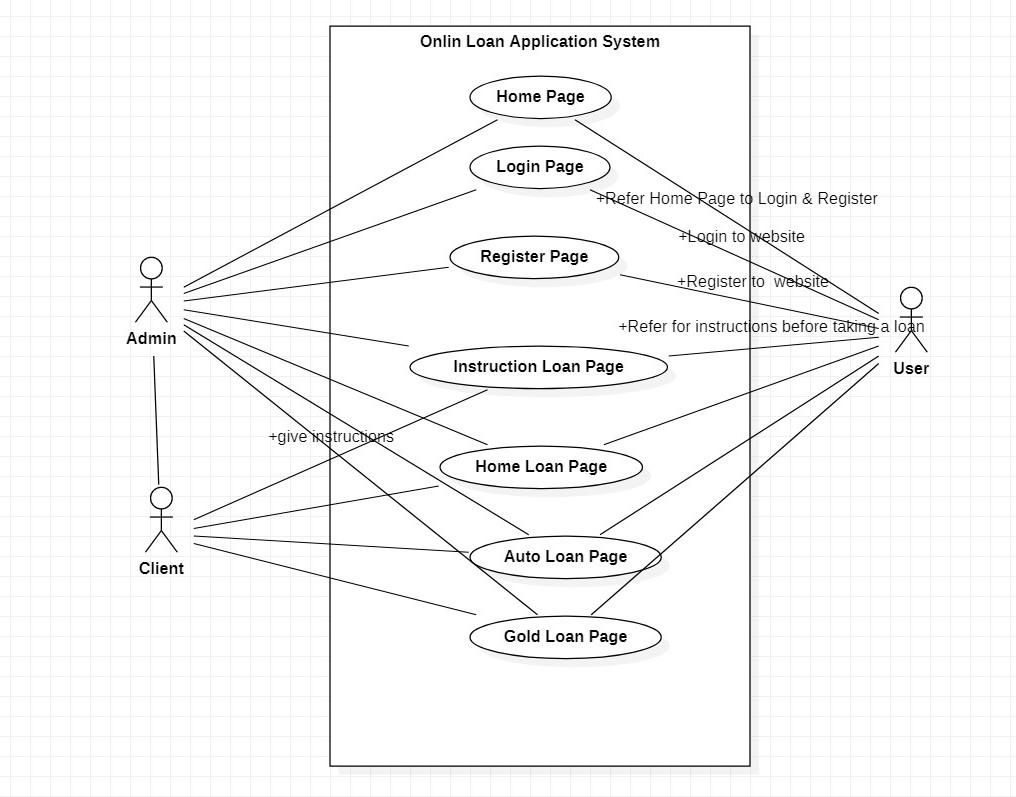 Onlin Loan Application System
Home Page
Login Page
+Refer Home Page to Login & Register
+Login to website
Register Page
+Register to  website
+Refer for instructions before taking a loan
Admin
Instruction Loan Page
User
+give instructions
Home Loan Page
Auto Loan Page
Client
Gold Loan Page